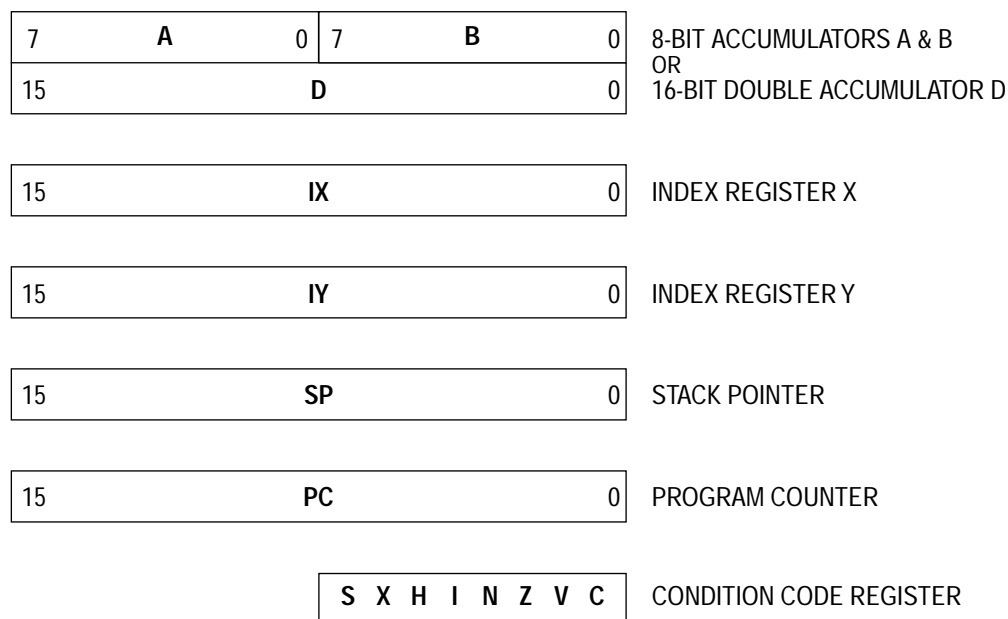 7 A 0 7 B 0 8-BIT ACCUMULATORS A & B
OR
15 D 0 16-BIT DOUBLE ACCUMULATOR D
15 IX 0 INDEX REGISTER X
15 IY 0 INDEX REGISTER Y
15 SP 0 STACK POINTER
15 PC 0 PROGRAM COUNTER
S X H I N Z V C CONDITION CODE REGISTER